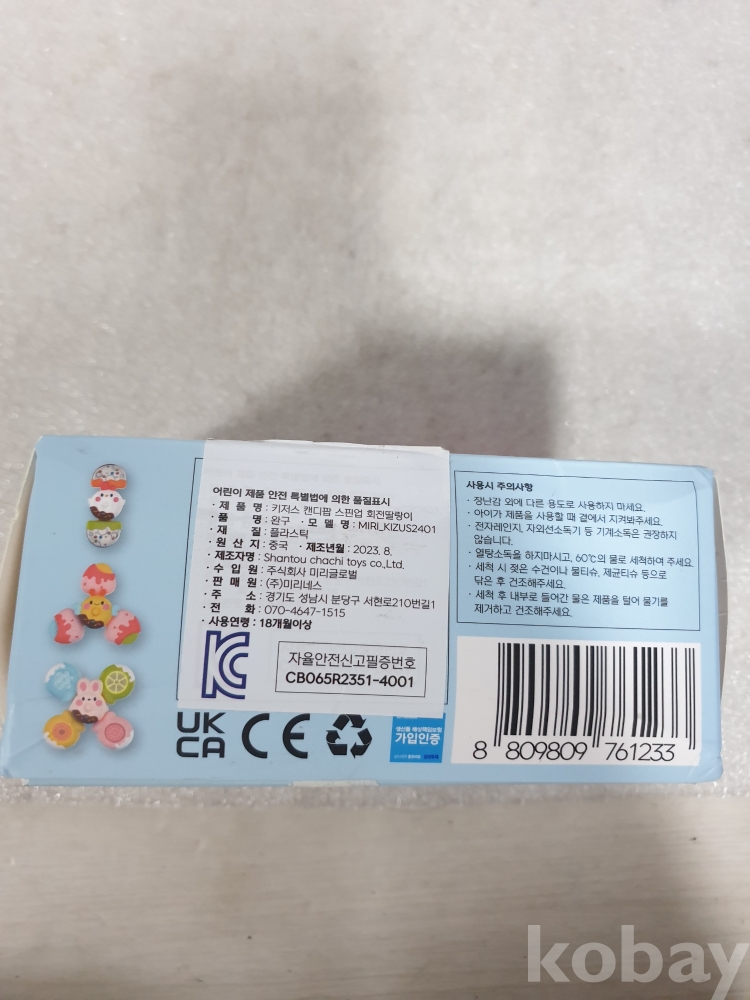 어린이 제품 안전 특별법에 의한 품질표시
· 제 품 명 : 키저스 캔디팝 스핀업 회전딸랑이
· 품 명 : 완구 · 모 델 명 : MIRI_KIZUS2401
· 재 질 : 플라스틱
· 원 산 지 : 중국 · 제조년월 : 2023. 8.
· 제조자명 : Shantou chachi toys co.,Ltd.
· 수 입 원 : 주식회사 미리글로벌
· 판 매 원 : (주)미리네스
· 주 소 : 경기도 성남시 분당구 서현로210번길1
· 전 화 : 070-4647-1515
· 사용연령 : 18개월이상
자율안전신고필증번호
CB065R2351-4001
UK
CA
CE
가입인증
사용시 주의사항
· 장난감 외에 다른 용도로 사용하지 마세요.
· 아이가 제품을 사용할 때 곁에서 지켜봐주세요.
· 전자레인지, 자외선소독기 등 기계소독은 권장하지
않습니다.
· 열탕소독을 하지마시고, 60℃의 물로 세척하여 주세요.
· 세척 시 젖은 수건이나 물티슈, 제균티슈 등으로
닦은 후 건조해주세요.
· 세척 후 내부로 들어간 물은 제품을 털어 물기를
제거하고 건조해주세요.
8 809809 761233
kobay